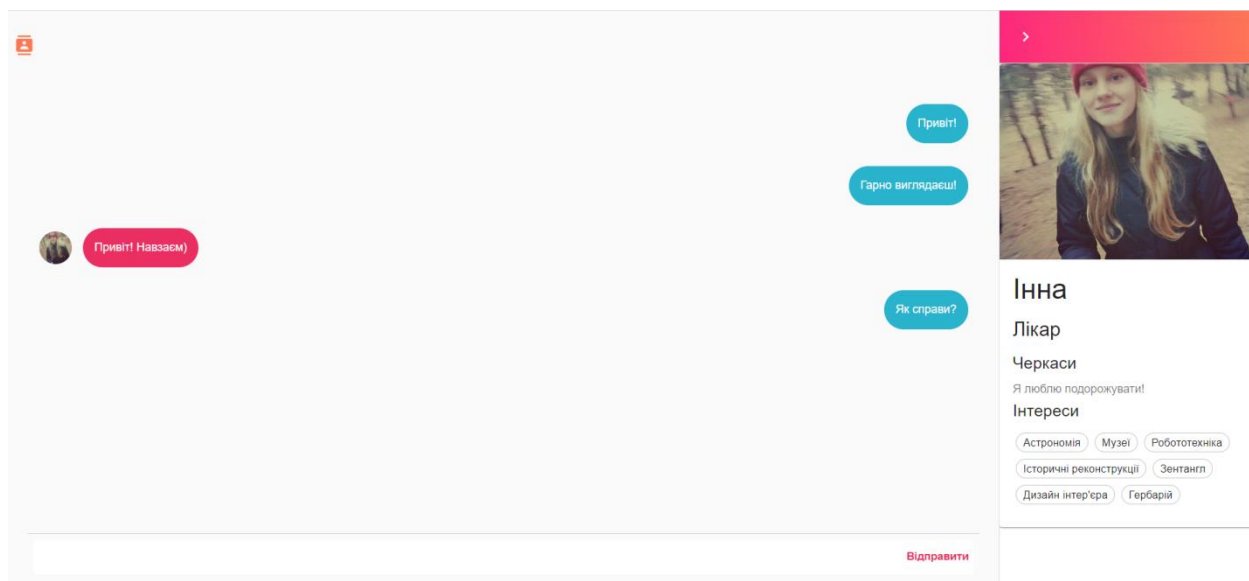 Привіт!
Гарно виглядаєш!
Привіт! Навзаєм)
Як справи?
Відправити
Інна
Лікар
Черкаси
Я люблю подорожувати!
Інтереси
Астрономія Музеї Робототехніка
Історичні реконструкції Зентангл
Дизайн інтер'єра Гербарій